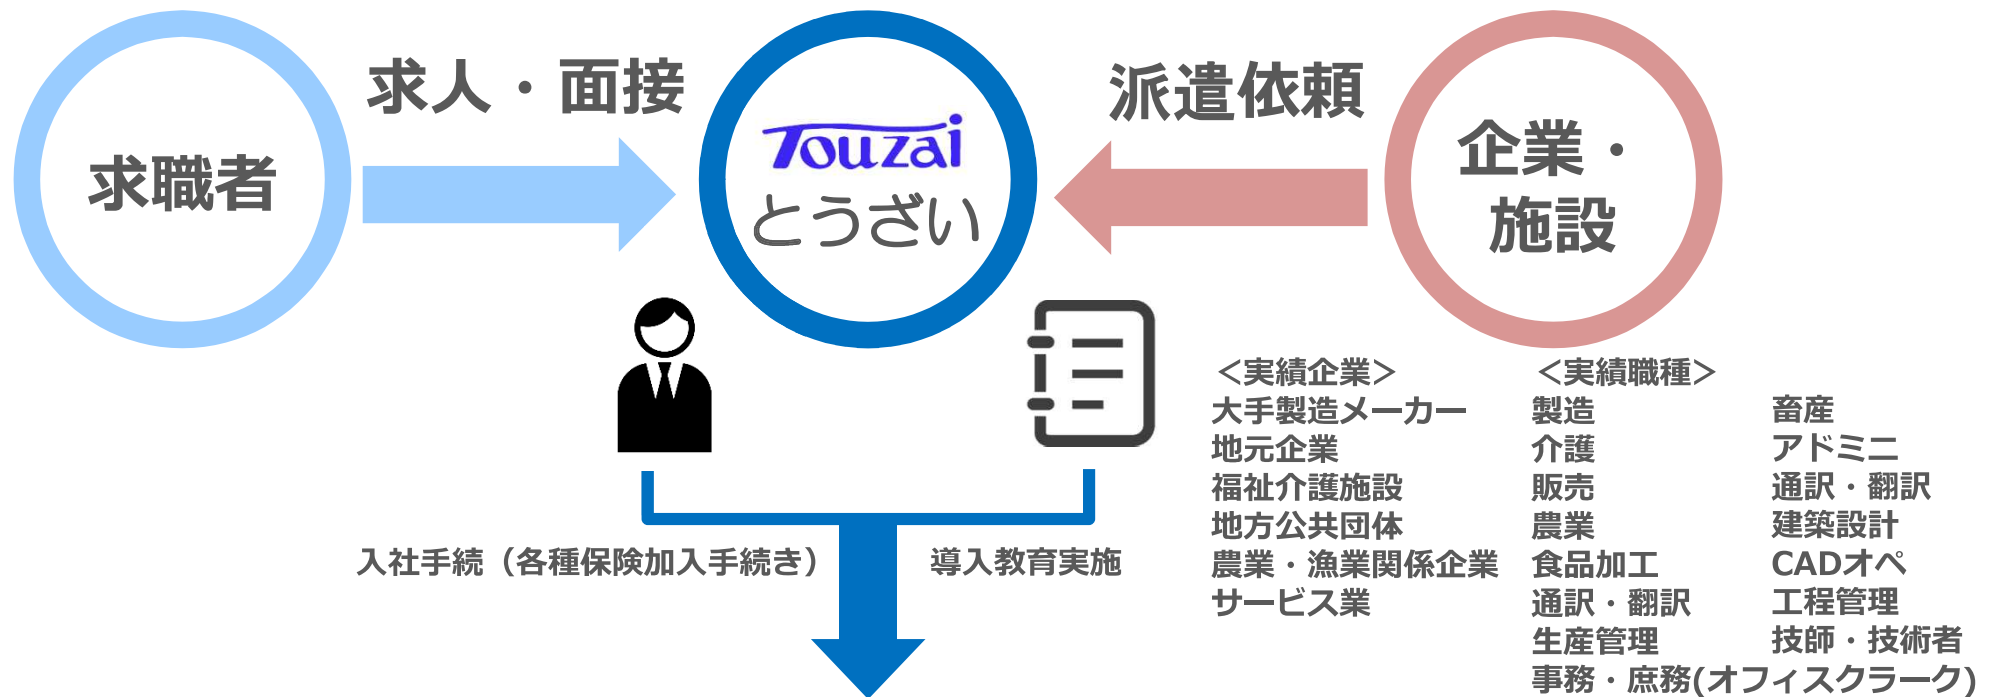 求職者
求人・面接
Touzai
とうざい
派遣依頼
企業・
施設
入社手続（各種保険加入手続き）
導入教育実施
＜実績企業＞
大手製造メーカー
地元企業
福祉介護施設
地方公共団体
農業・漁業関係企業
サービス業
＜実績職種＞
製造
介護
販売
農業
食品加工
通訳・翻訳
生産管理
事務・庶務(オフィスクラーク)
畜産
アドミニ
通訳・翻訳
建築設計
CADオペ
工程管理
技師・技術者